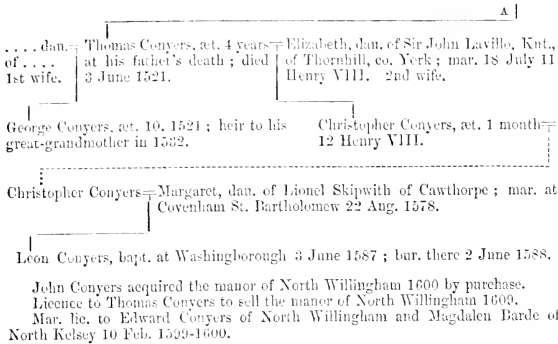 A
. . . . dau. = Thomas Conyers, æt. 4 years = Elizabeth, dau. of Sir John Laville, Knt.,
of . . . . at his father's death ; died of Thornhill, co. York ; mar. 18 July 11
1st wife. 3 June 1521. Henry VIII. 2nd wife.
George Conyers, æt. 10. 1521 ; heir to his Christopher Conyers, æt. 1 month =
great-grandmother in 1532. 12 Henry VIII.
Christopher Conyers = Margaret, dau. of Lionel Skipwith of Cawthorpe ; mar. at
Covenham St. Bartholomew 22 Aug. 1578.
Leon Conyers, bapt. at Washingborough 3 June 1587 ; bur. there 2 June 1588.
John Conyers acquired the manor of North Willingham 1600 by purchase.
Licence to Thomas Conyers to sell the manor of North Willingham 1609.
Mar. lic. to Edward Conyers of North Willingham and Magdalen Barde of
North Kelsey 10 Feb. 1599-1600.